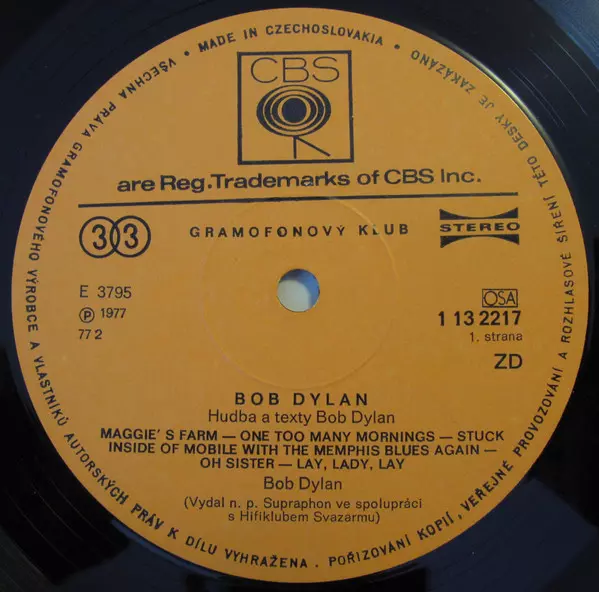 VŠECHNA PRÁVA GRAMOFONOVÉHO VÝROBCE A VLASTNÍKŮ AUTORSKÝCH PRÁV K DÍLU VYHRAŽENA . POŘIZOVÁNÍ KOPIÍ, VEŘEJNÉ PROVOZOVÁNÍ A ROZHLASOVÉ ŠÍŘENÍ TÉTO DESKY JE ZAKÁZÁNO
• MADE IN CZECHOSLOVAKIA •
CBS
are Reg.Trademarks of CBS Inc.
33
GRAMOFONOVÝ KLUB
STEREO
E 3795
℗ 1977
77 2
OSA
1 13 2217
1. strana
ZD
BOB DYLAN
Hudba a texty Bob Dylan
MAGGIE'S FARM — ONE TOO MANY MORNINGS — STUCK
INSIDE OF MOBILE WITH THE MEMPHIS BLUES AGAIN —
OH SISTER — LAY, LADY, LAY
Bob Dylan
(Vydal n. p. Supraphon ve spolupráci
s Hifiklubem Svazarmu)